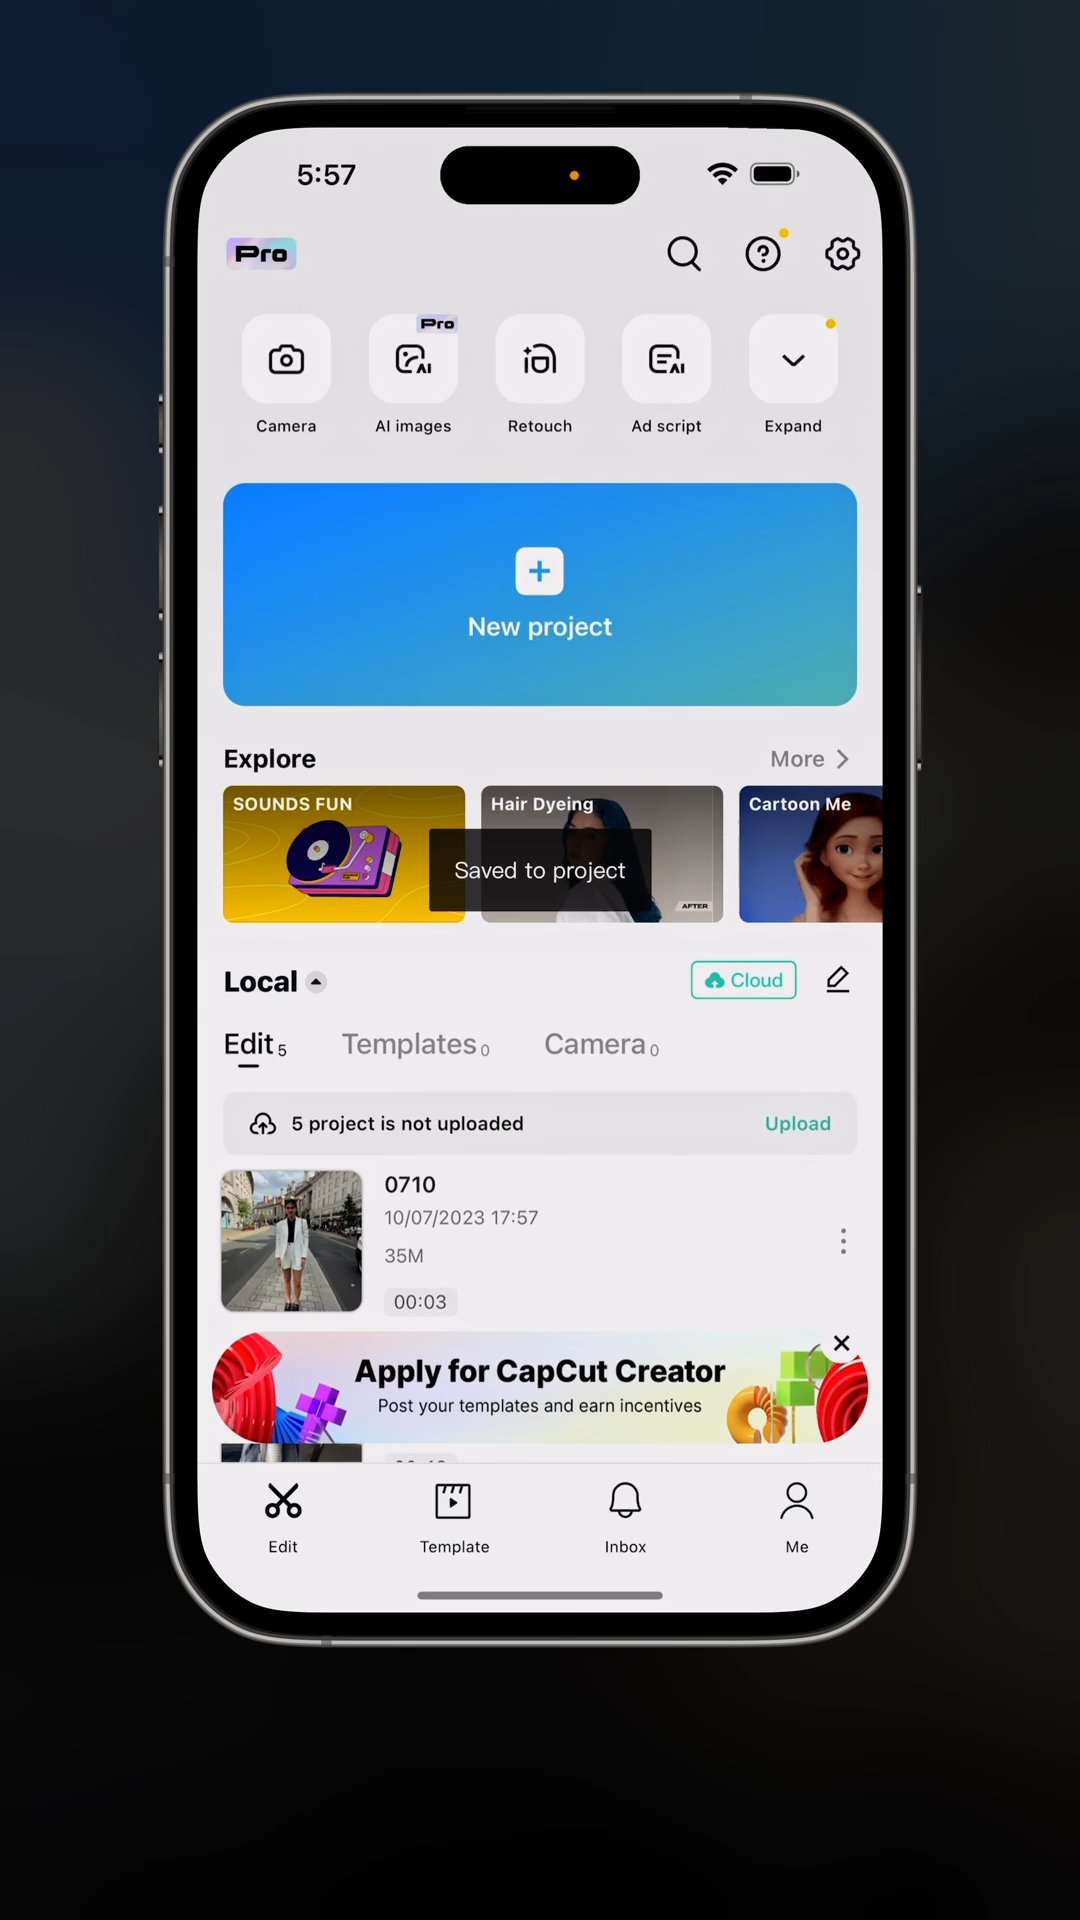 5:57
Pro
Pro
AI
AI
Camera
AI images
Retouch
Ad script
Expand
New project
Explore
More
SOUNDS FUN
Hair Dyeing
Cartoon Me
Saved to project
AFTER
Local
Cloud
Edit 5
Templates 0
Camera 0
5 project is not uploaded
Upload
0710
10/07/2023 17:57
35M
00:03
Apply for CapCut Creator
Post your templates and earn incentives
Edit
Template
Inbox
Me